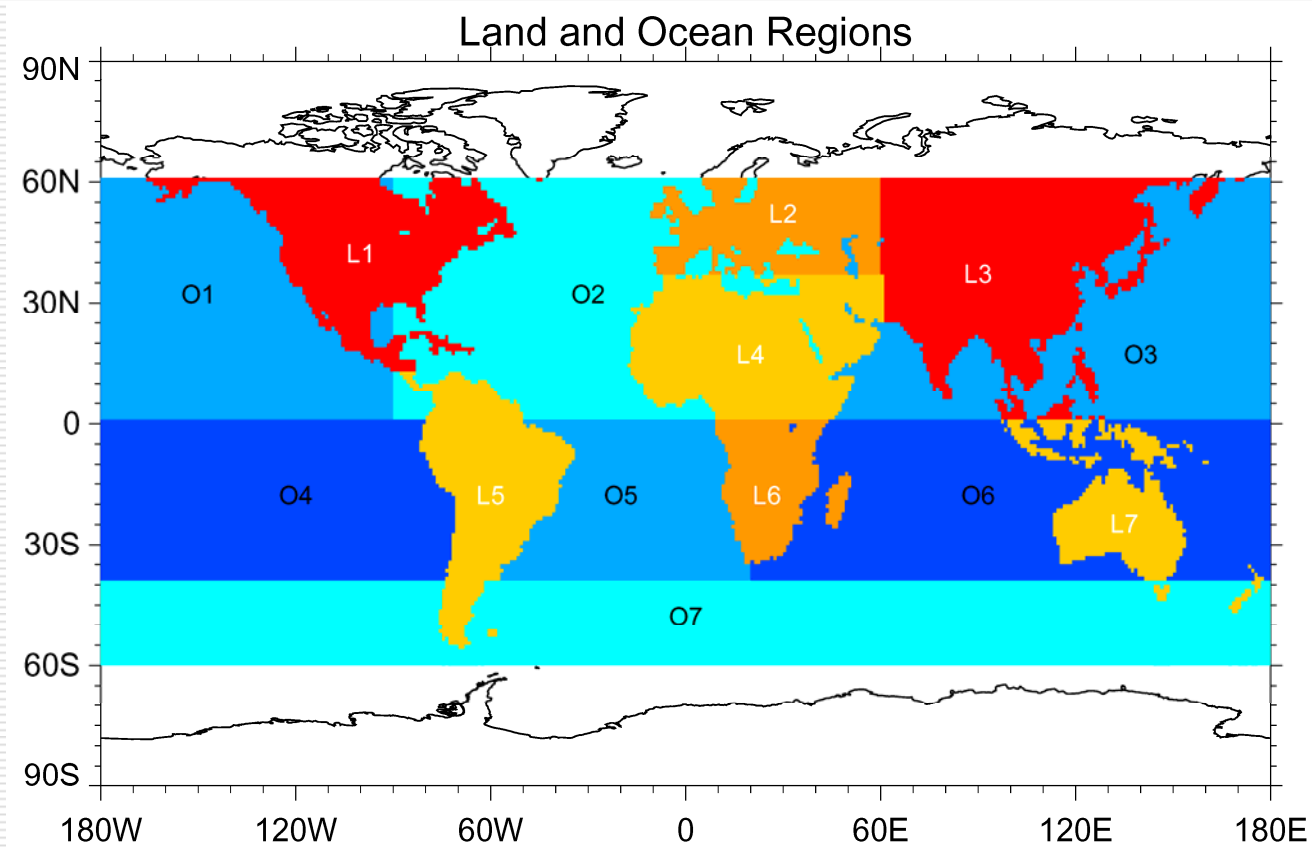 Land and Ocean Regions
90N
60N
L2
L1
L3
O1
O2
30N
L4
O3
0
O4
L5
O5
L6
O6
L7
30S
O7
60S
90S
180W 120W 60W 0 60E 120E 180E